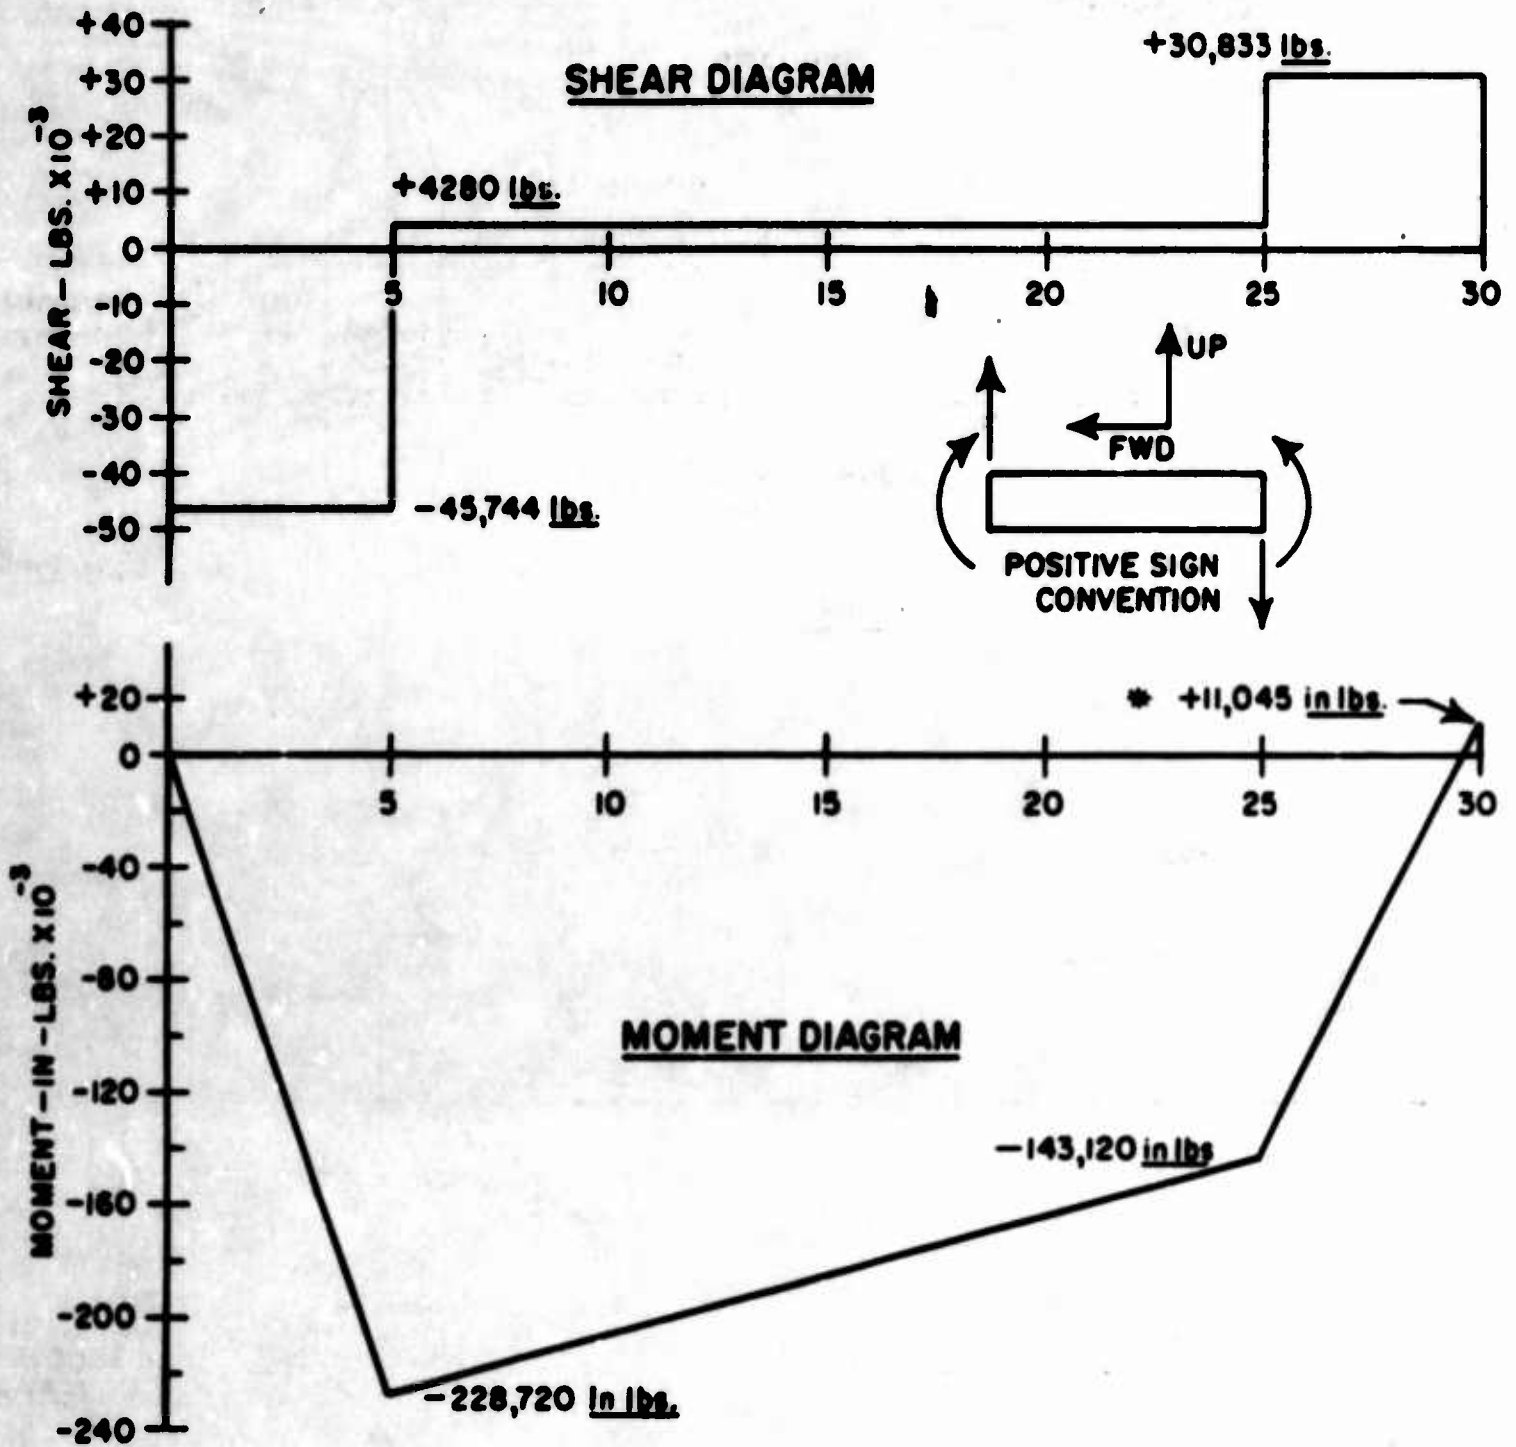 SHEAR DIAGRAM
+30,833 lbs.
+40
+30
+20
+10
0
-10
-20
-30
-40
-50
SHEAR—LBS. X10⁻³
+4280 lbs.
5
10
15
20
25
30
-45,744 lbs.
UP
FWD
POSITIVE SIGN
CONVENTION
* +11,045 in lbs.
+20
0
-40
-80
-120
-160
-200
-240
MOMENT—IN-LBS. X10⁻³
5
10
15
20
25
30
MOMENT DIAGRAM
-143,120 in lbs
-228,720 in lbs.